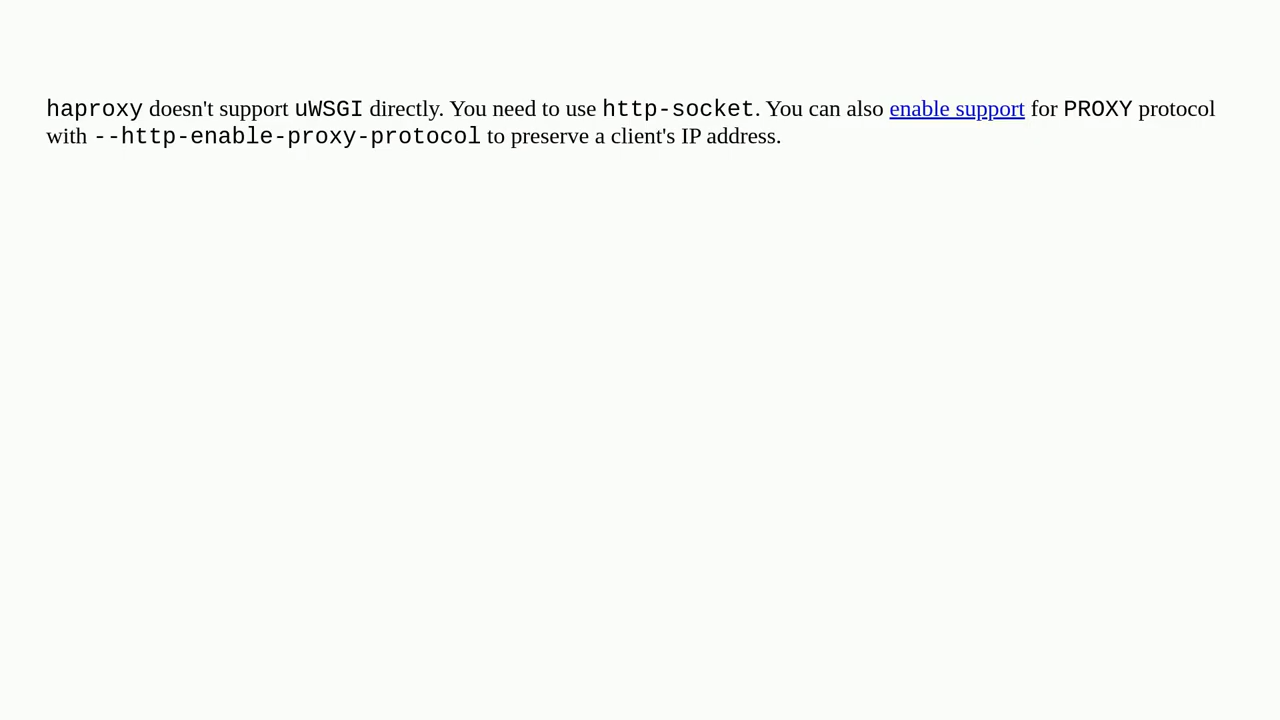 haproxy doesn't support uWSGI directly. You need to use http-socket. You can also enable support for PROXY protocol
with --http-enable-proxy-protocol to preserve a client's IP address.